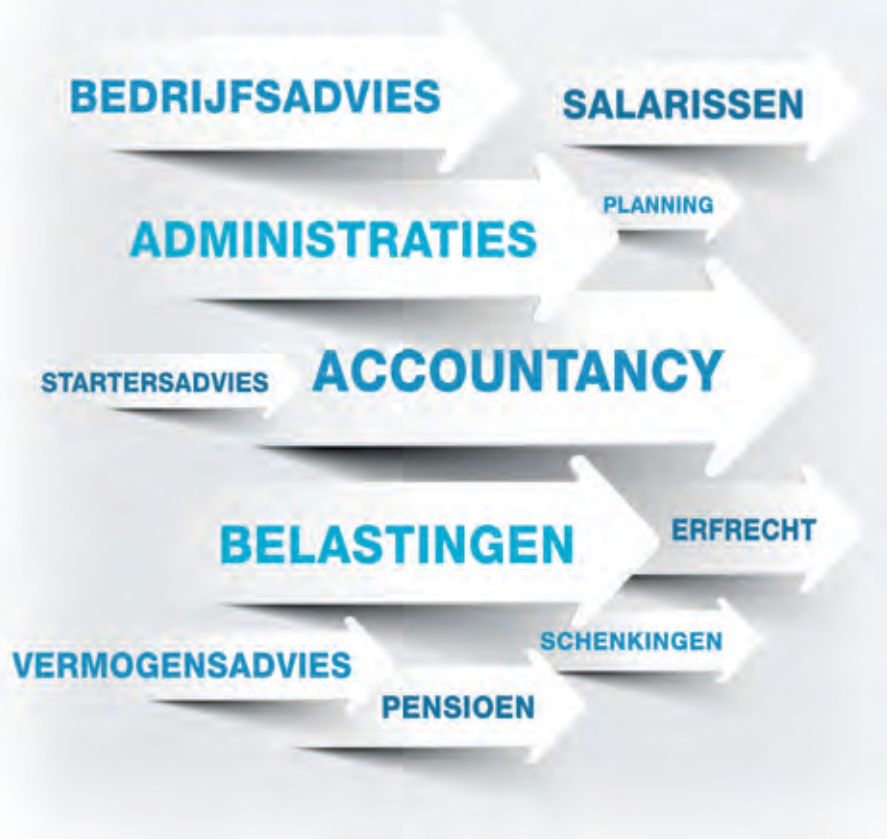 BEDRIJFSADVIES
SALARISSEN
PLANNING
ADMINISTRATIES
ACCOUNTANCY
STARTERSADVIES
BELASTINGEN
ERFRECHT
SCHENKINGEN
VERMOGENSADVIES
PENSIOEN